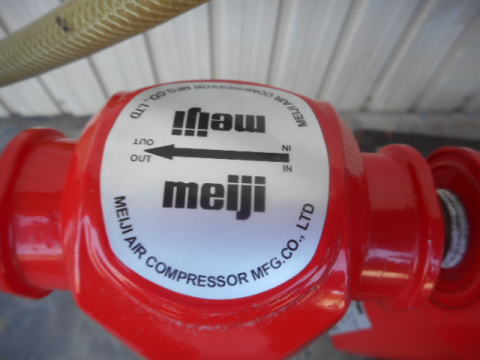 MEIJI AIR COMPRESSOR MFG.CO., LTD
meiji
OUT IN
OUT IN
meiji
MEIJI AIR COMPRESSOR MFG.CO., LTD